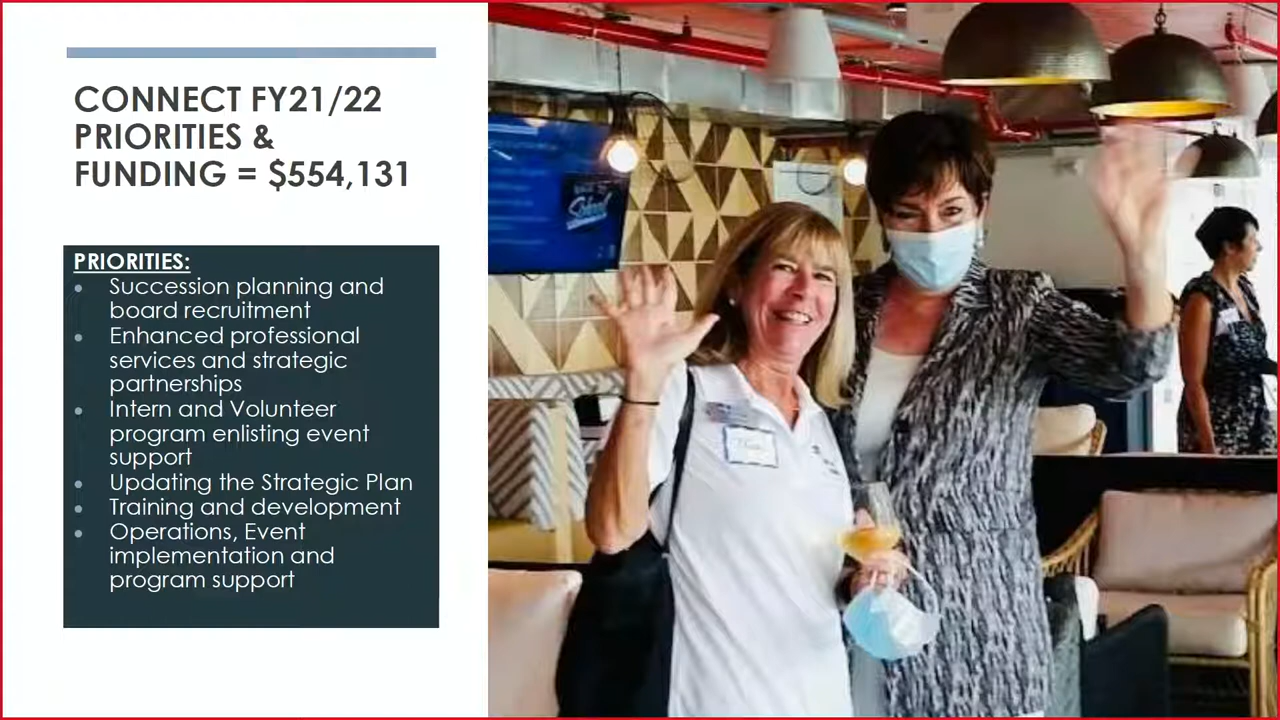 CONNECT FY21/22
PRIORITIES &
FUNDING = $554,131
PRIORITIES:
• Succession planning and
board recruitment
• Enhanced professional
services and strategic
partnerships
• Intern and Volunteer
program enlisting event
support
• Updating the Strategic Plan
• Training and development
• Operations, Event
implementation and
program support
School